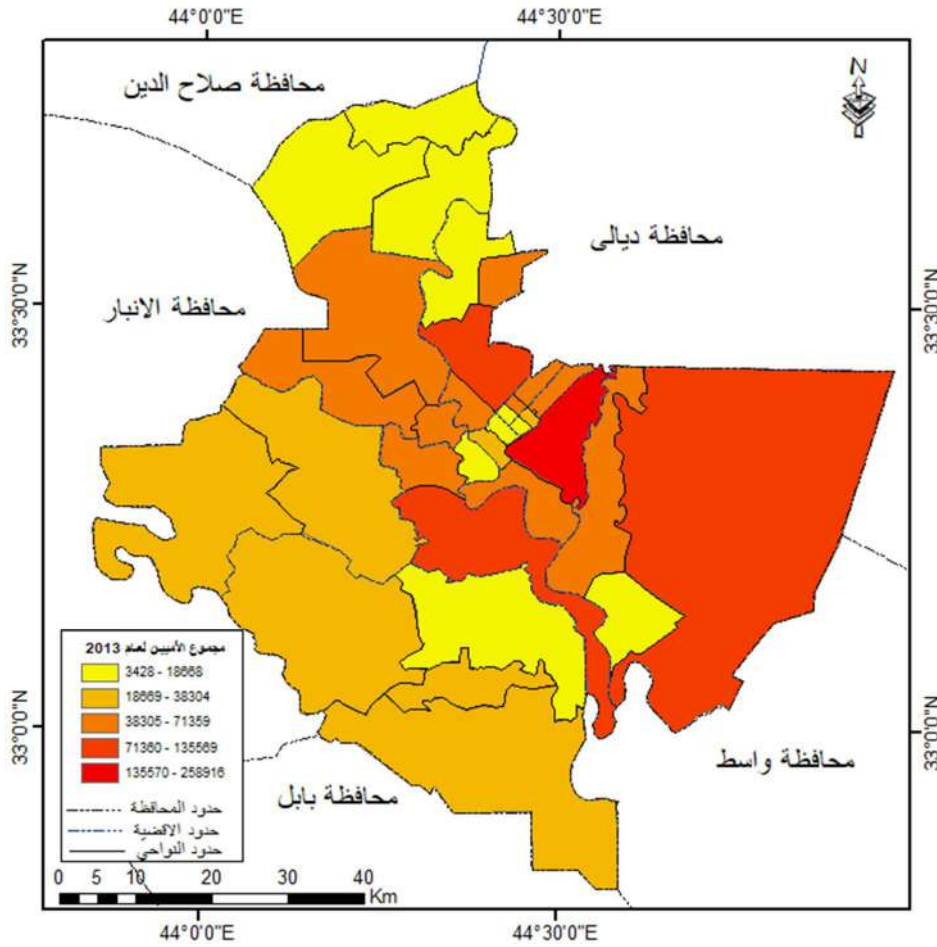 44°0'0"E
44°30'0"E
N
محافظة صلاح الدين
محافظة ديالى
محافظة الانبار
33°30'0"N
33°30'0"N
مجموع الأميين لعام 2013
3428 - 18668
18669 - 38304
38305 - 71359
71360 - 135569
135570 - 258916
حدود المحافظة
حدود الاقضية
حدود النواحي
33°0'0"N
33°0'0"N
محافظة واسط
محافظة بابل
0 5 10 20 30 40
Km
44°0'0"E
44°30'0"E